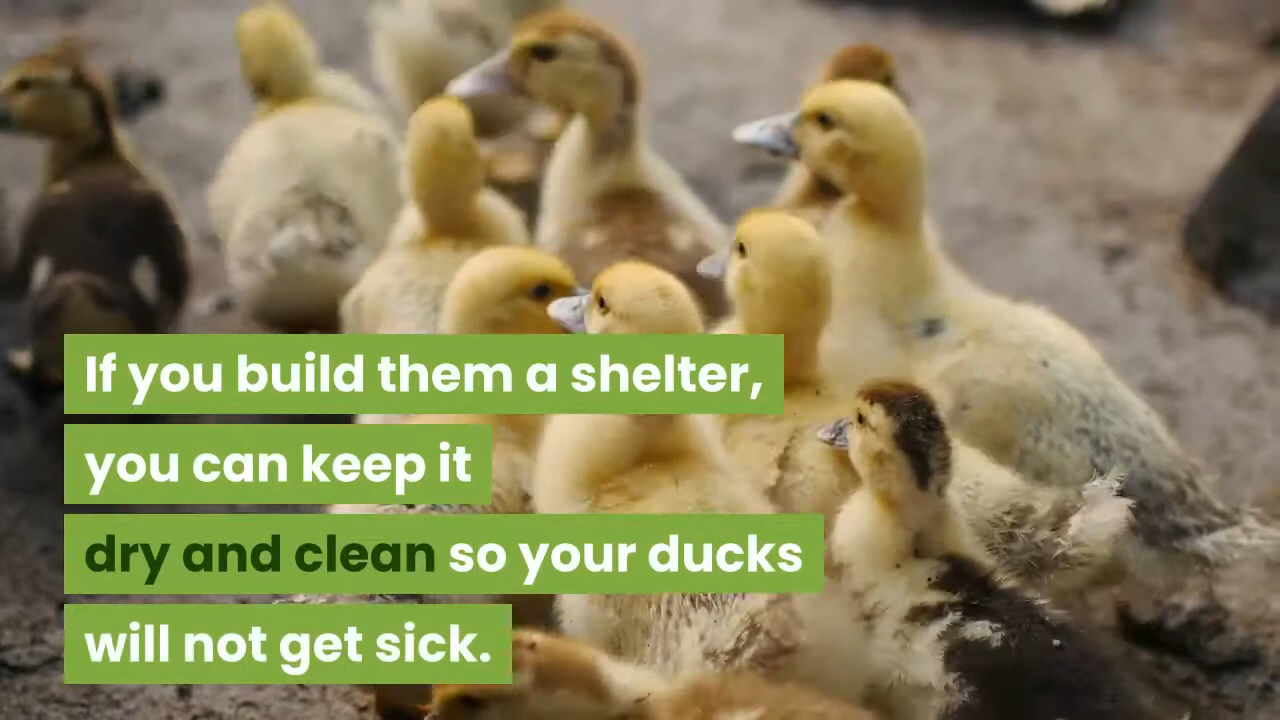 If you build them a shelter,
you can keep it
dry and clean so your ducks
will not get sick.